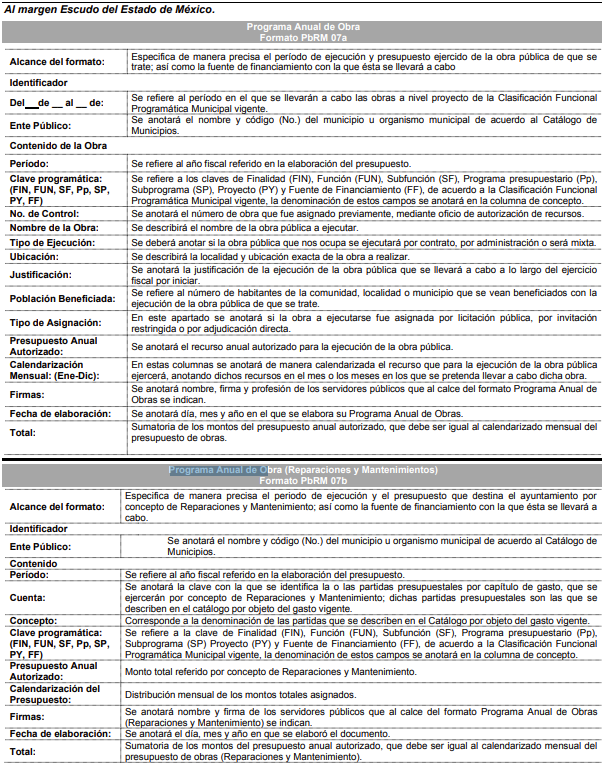 Al margen Escudo del Estado de México.
Programa Anual de Obra
Formato PbRM 07a
Alcance del formato:
Especifica de manera precisa el período de ejecución y presupuesto ejercido de la obra pública de que se
trate; así como la fuente de financiamiento con la que ésta se llevará a cabo
Identificador
Del__de __ al __ de:
Se refiere al período en el que se llevarán a cabo las obras a nivel proyecto de la Clasificación Funcional
Programática Municipal vigente.
Ente Público:
Se anotará el nombre y código (No.) del municipio u organismo municipal de acuerdo al Catálogo de
Municipios.
Contenido de la Obra
Período:
Se refiere al año fiscal referido en la elaboración del presupuesto.
Clave programática:
(FIN, FUN, SF, Pp, SP,
PY, FF)
Se refiere a los claves de Finalidad (FIN), Función (FUN), Subfunción (SF), Programa presupuestario (Pp),
Subprograma (SP), Proyecto (PY) y Fuente de Financiamiento (FF), de acuerdo a la Clasificación Funcional
Programática Municipal vigente, la denominación de estos campos se anotará en la columna de concepto.
No. de Control:
Se anotará el número de obra que fue asignado previamente, mediante oficio de autorización de recursos.
Nombre de la Obra:
Se describirá el nombre de la obra pública a ejecutar.
Tipo de Ejecución:
Se deberá anotar si la obra pública que nos ocupa se ejecutará por contrato, por administración o será mixta.
Ubicación:
Se describirá la localidad y ubicación exacta de la obra a realizar.
Justificación:
Se anotará la justificación de la ejecución de la obra pública que se llevará a cabo a lo largo del ejercicio
fiscal por iniciar.
Población Beneficiada:
Se refiere al número de habitantes de la comunidad, localidad o municipio que se vean beneficiados con la
ejecución de la obra pública de que se trate.
Tipo de Asignación:
En este apartado se anotará si la obra a ejecutarse fue asignada por licitación pública, por invitación
restringida o por adjudicación directa.
Presupuesto Anual
Autorizado:
Se anotará el recurso anual autorizado para la ejecución de la obra pública.
Calendarización
Mensual: (Ene-Dic):
En estas columnas se anotará de manera calendarizada el recurso que para la ejecución de la obra pública
ejercerá, anotando dichos recursos en el mes o los meses en los que se pretenda llevar a cabo dicha obra.
Firmas:
Se anotará nombre, firma y profesión de los servidores públicos que al calce del formato Programa Anual de
Obras se indican.
Fecha de elaboración:
Se anotará día, mes y año en el que se elabora su Programa Anual de Obras.
Total:
Sumatoria de los montos del presupuesto anual autorizado, que debe ser igual al calendarizado mensual del
presupuesto de obras.
Programa Anual de Obra (Reparaciones y Mantenimientos)
Formato PbRM 07b
Alcance del formato:
Especifica de manera precisa el periodo de ejecución y el presupuesto que destina el ayuntamiento por
concepto de Reparaciones y Mantenimiento; así como la fuente de financiamiento con la que ésta se llevará a
cabo.
Identificador
Ente Público:
Se anotará el nombre y código (No.) del municipio u organismo municipal de acuerdo al Catálogo de
Municipios.
Contenido
Período:
Se refiere al año fiscal referido en la elaboración del presupuesto.
Cuenta:
Se anotará la clave con la que se identifica la o las partidas presupuestales por capítulo de gasto, que se
ejercerán por concepto de Reparaciones y Mantenimiento; dichas partidas presupuestales son las que se
describen en el catálogo por objeto del gasto vigente.
Concepto:
Corresponde a la denominación de las partidas que se describen en el Catálogo por objeto del gasto vigente.
Clave programática:
(FIN, FUN, SF, Pp, SP,
PY, FF)
Se refiere a la clave de Finalidad (FIN), Función (FUN), Subfunción (SF), Programa presupuestario (Pp),
Subprograma (SP) Proyecto (PY) y Fuente de Financiamiento (FF), de acuerdo a la Clasificación Funcional
Programática Municipal vigente, la denominación de estos campos se anotará en la columna de concepto.
Presupuesto Anual
Autorizado:
Monto total referido por concepto de Reparaciones y Mantenimiento.
Calendarización del
Presupuesto:
Distribución mensual de los montos totales asignados.
Firmas:
Se anotará nombre y firma de los servidores públicos que al calce del formato Programa Anual de Obras
(Reparaciones y Mantenimiento) se indican.
Fecha de elaboración:
Se anotará el día, mes y año en que se elaboró el documento.
Total:
Sumatoria de los montos del presupuesto anual autorizado, que debe ser igual al calendarizado mensual del
presupuesto de obras (Reparaciones y Mantenimiento).